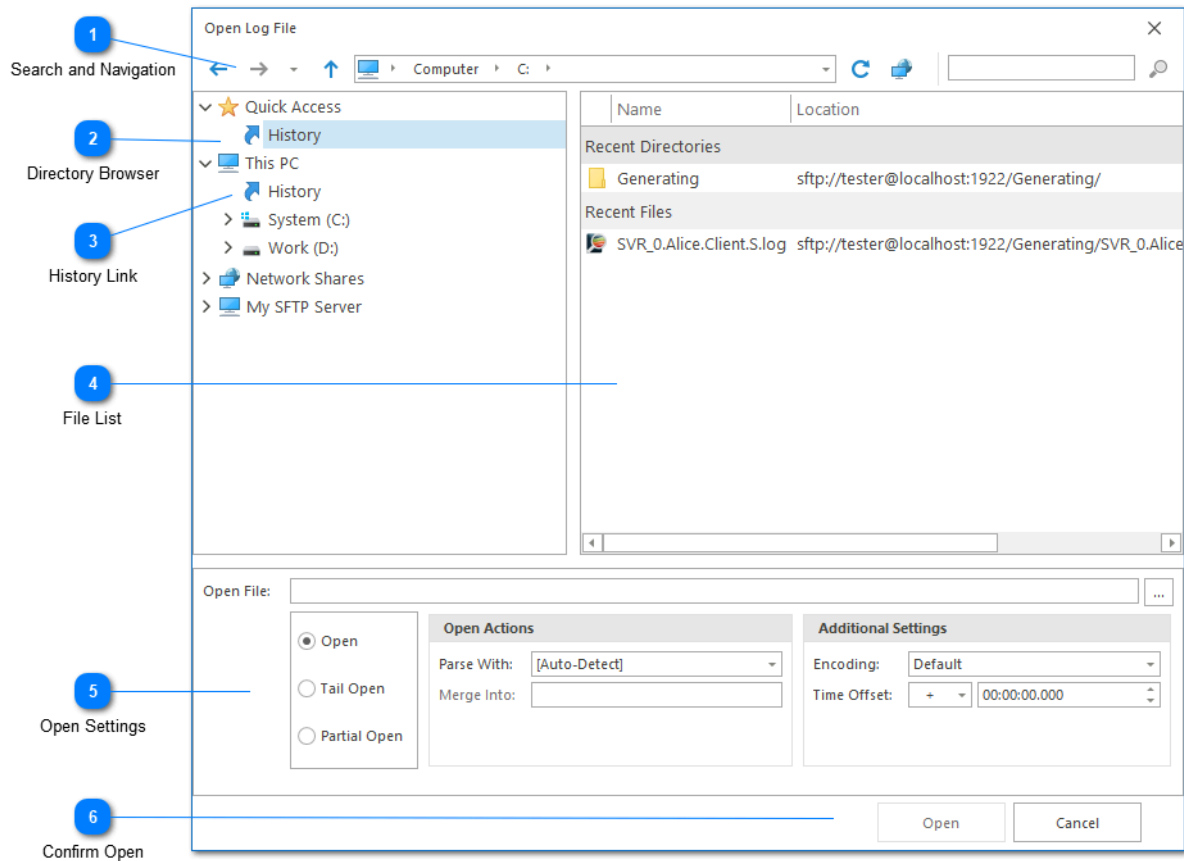 Open Log File
1
Search and Navigation
Computer
C:
Quick Access
2
History
Directory Browser
This PC
History
3
System (C:)
History Link
Work (D:)
Network Shares
My SFTP Server
Name Location
Recent Directories
Generating sftp://tester@localhost:1922/Generating/
Recent Files
SVR_0.Alice.Client.S.log sftp://tester@localhost:1922/Generating/SVR_0.Alice
4
File List
Open File:
...
Open
Tail Open
Partial Open
Open Actions
Parse With: [Auto-Detect]
Merge Into:
Additional Settings
Encoding: Default
Time Offset: + 00:00:00.000
5
Open Settings
6
Confirm Open
Open Cancel